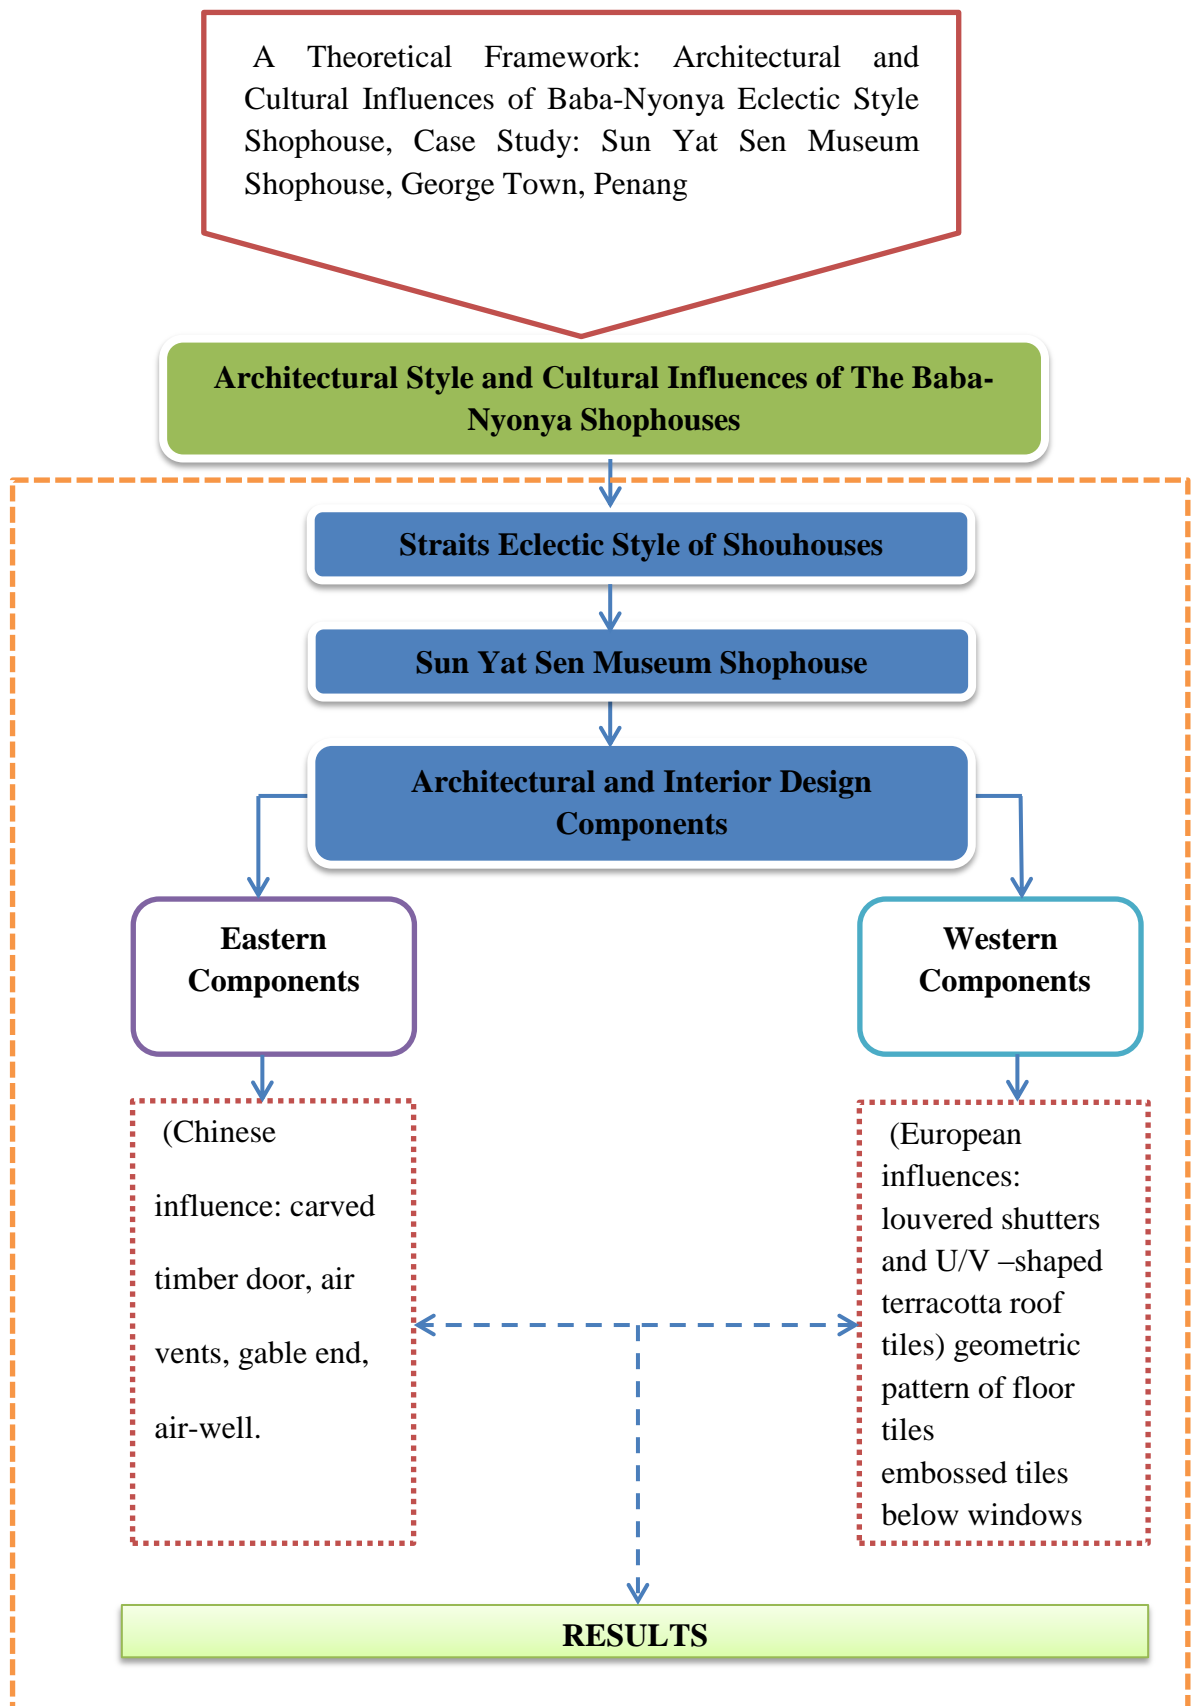 A Theoretical Framework: Architectural and
Cultural Influences of Baba-Nyonya Eclectic Style
Shophouse, Case Study: Sun Yat Sen Museum
Shophouse, George Town, Penang
Architectural Style and Cultural Influences of The Baba-
Nyonya Shophouses
Straits Eclectic Style of Shouhouses
Sun Yat Sen Museum Shophouse
Architectural and Interior Design
Components
Eastern
Components
Western
Components
(Chinese
influence: carved
timber door, air
vents, gable end,
air-well.
(European
influences:
louvered shutters
and U/V –shaped
terracotta roof
tiles) geometric
pattern of floor
tiles
embossed tiles
below windows
RESULTS